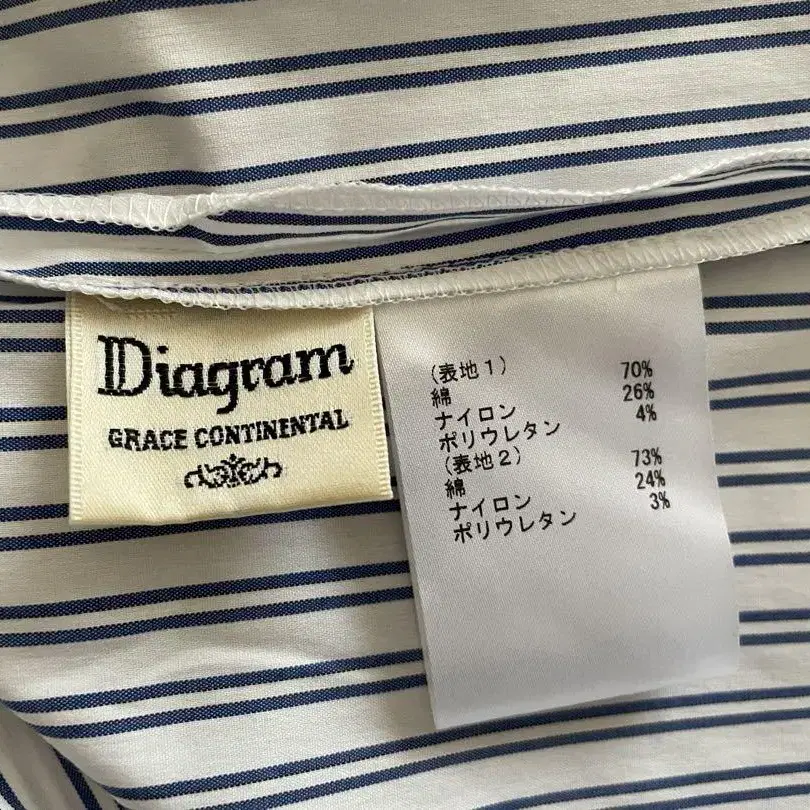 Diagram
GRACE CONTINENTAL
(表地1)
綿 70%
ナイロン 26%
ポリウレタン 4%
(表地2)
綿 73%
ナイロン 24%
ポリウレタン 3%